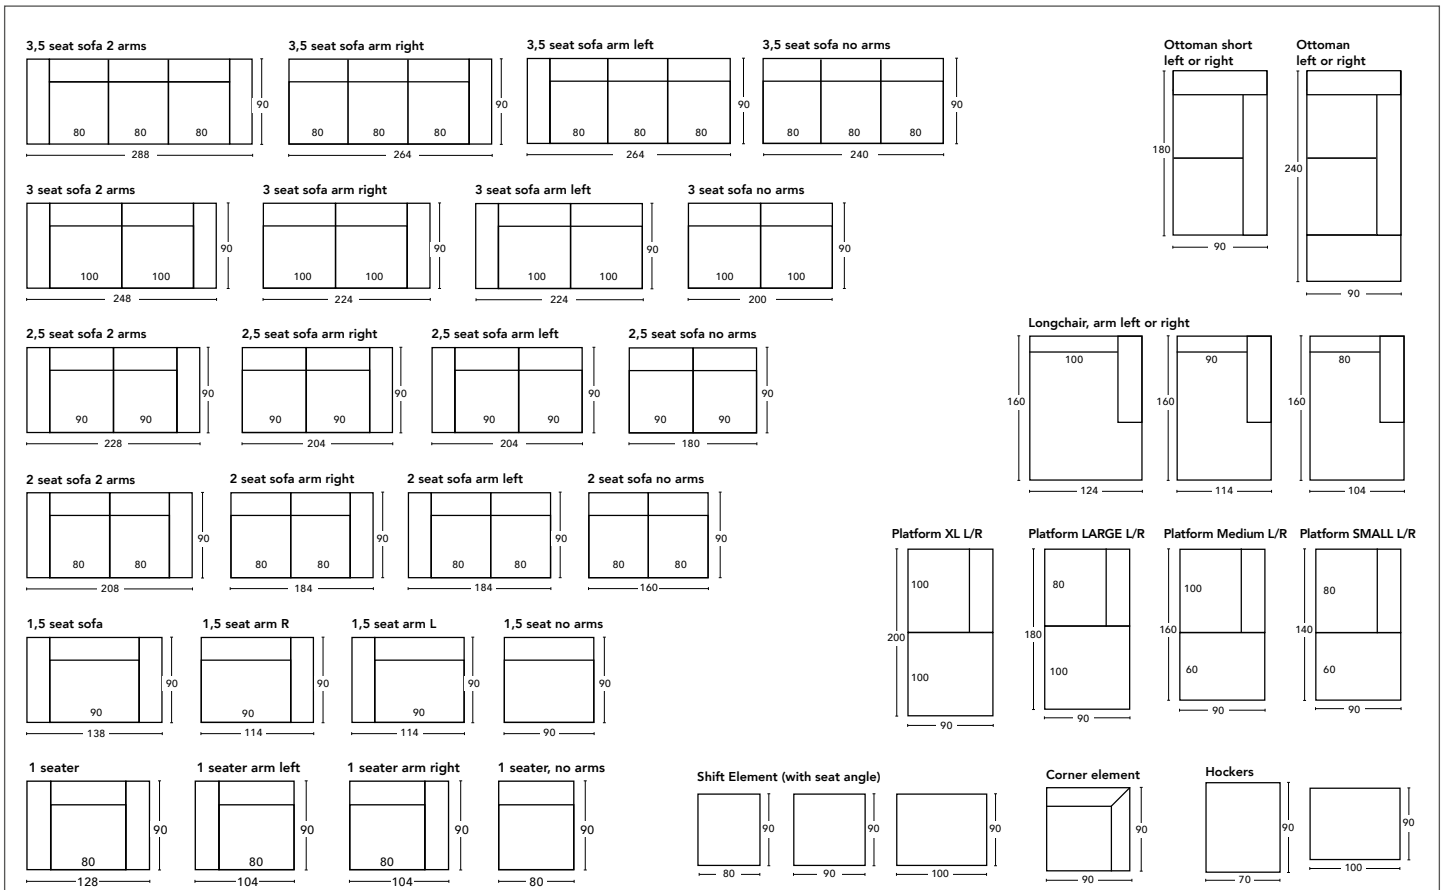 3,5 seat sofa 2 arms
80 80 80
90
288
3,5 seat sofa arm right
80 80 80
90
264
3,5 seat sofa arm left
80 80 80
90
264
3,5 seat sofa no arms
80 80 80
90
240
Ottoman short
left or right
180
90
Ottoman
left or right
240
90
3 seat sofa 2 arms
100 100
90
248
3 seat sofa arm right
100 100
90
224
3 seat sofa arm left
100 100
90
224
3 seat sofa no arms
100 100
90
200
2,5 seat sofa 2 arms
90 90
90
228
2,5 seat sofa arm right
90 90
90
204
2,5 seat sofa arm left
90 90
90
204
2,5 seat sofa no arms
90 90
90
180
Longchair, arm left or right
100
160
124
90
160
114
80
160
104
2 seat sofa 2 arms
80 80
90
208
2 seat sofa arm right
80 80
90
184
2 seat sofa arm left
80 80
90
184
2 seat sofa no arms
80 80
90
160
Platform XL L/R
100
200
100
90
Platform LARGE L/R
80
180
100
90
Platform Medium L/R
100
160
60
90
Platform SMALL L/R
80
140
60
90
1,5 seat sofa
90
90
138
1,5 seat arm R
90
90
114
1,5 seat arm L
90
90
114
1,5 seat no arms
90
90
1 seater
80
90
128
1 seater arm left
80
90
104
1 seater arm right
80
90
104
1 seater, no arms
90
80
Shift Element (with seat angle)
90
80
90
90
90
100
Corner element
90
90
Hockers
90
70
90
100